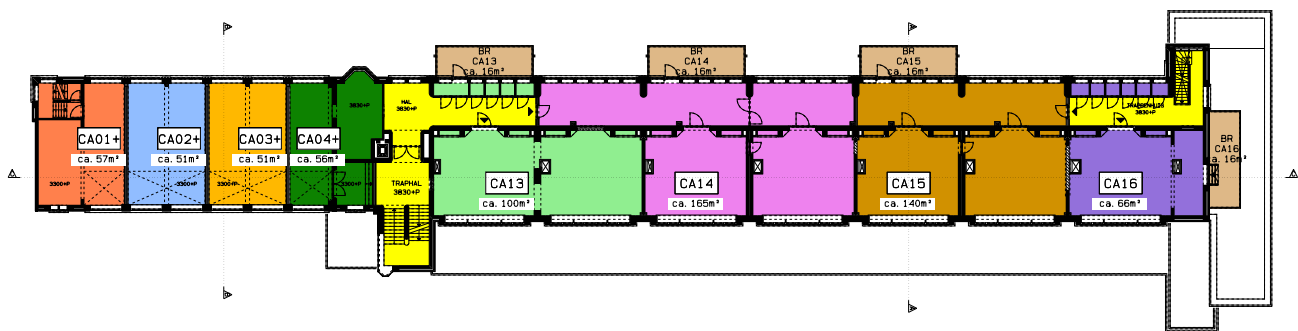 BR
CA13
ca. 16m²
BR
CA14
ca. 16m²
BR
CA15
ca. 16m²
3830+P
HAL
3830+P
TRAPPENHUIS
3830+P
CA01+
ca. 57m²
CA02+
ca. 51m²
CA03+
ca. 51m²
CA04+
ca. 56m²
BR
CA16
a. 16m²
3300+P
3300+P
3300+P
3300+P
TRAPHAL
3830+P
CA13
ca. 100m²
CA14
ca. 165m²
CA15
ca. 140m²
CA16
ca. 66m²